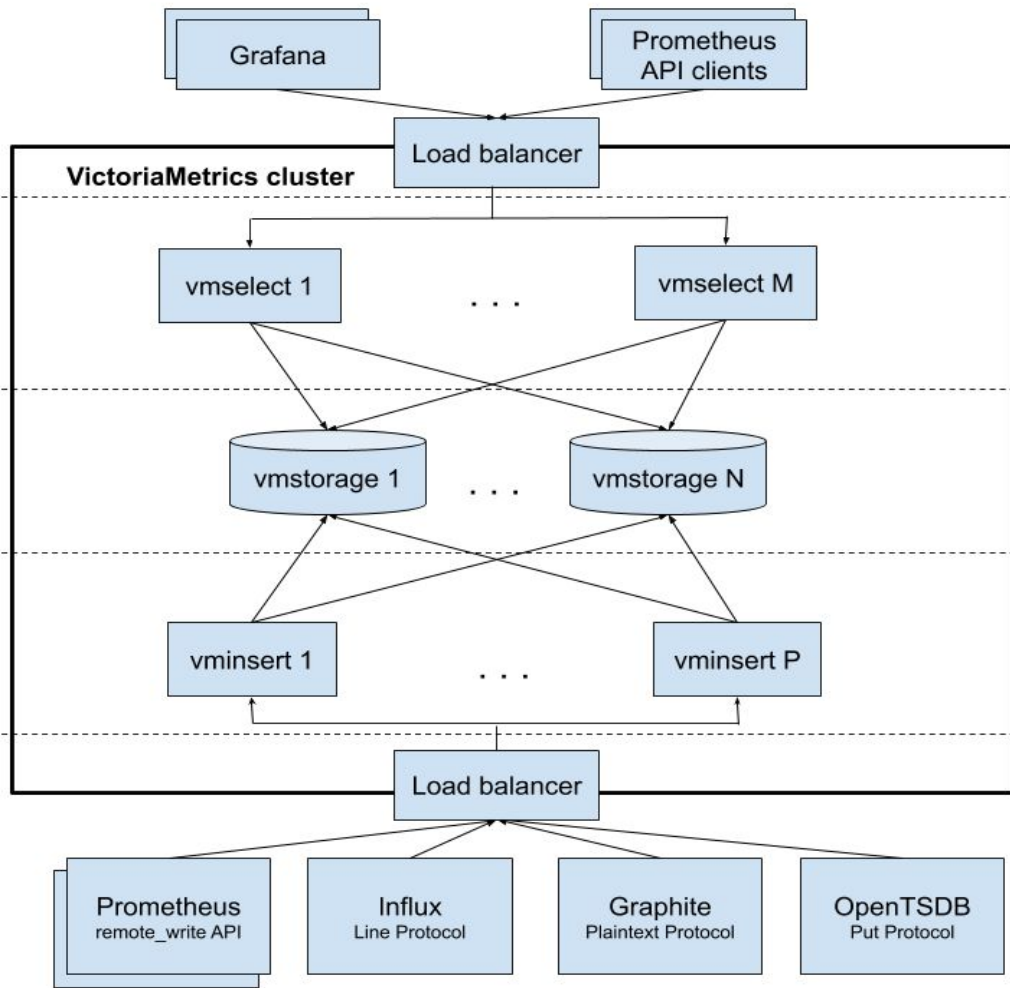 Grafana
Prometheus
API clients
Load balancer
VictoriaMetrics cluster
vmselect 1
. . .
vmselect M
vmstorage 1
. . .
vmstorage N
vminsert 1
. . .
vminsert P
Load balancer
Prometheus
remote_write API
Influx
Line Protocol
Graphite
Plaintext Protocol
OpenTSDB
Put Protocol